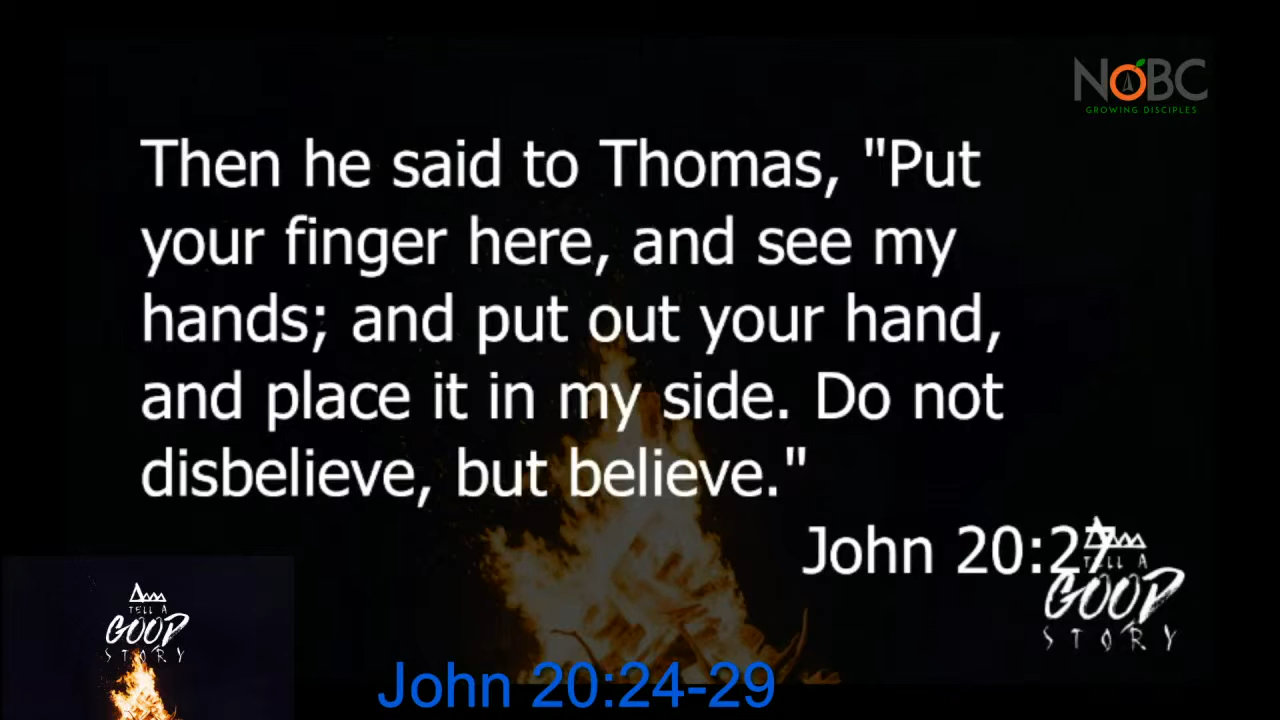 NOBC
GROWING DISCIPLES
Then he said to Thomas, "Put
your finger here, and see my
hands; and put out your hand,
and place it in my side. Do not
disbelieve, but believe."
John 20:27
TELL A
GOOD
STORY
TELL A
GOOD
STORY
John 20:24-29